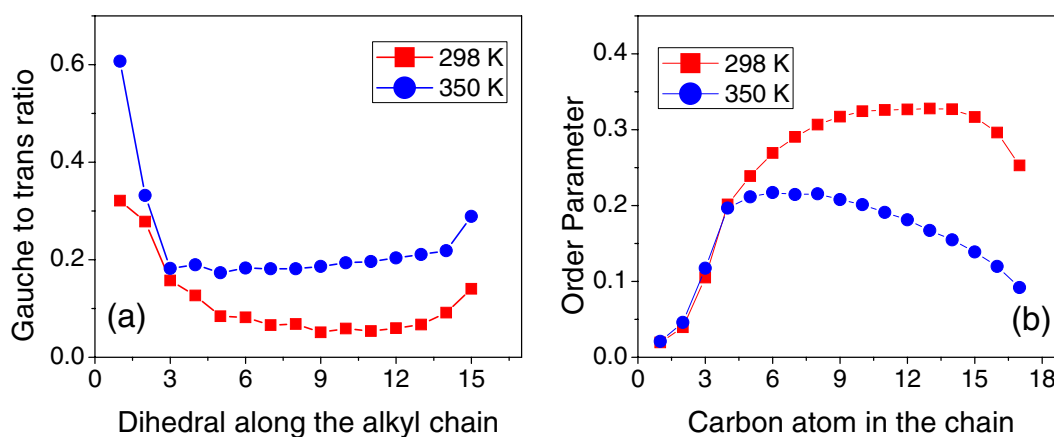 Gauche to trans ratio
0.6
0.4
0.2
0.0
298 K
350 K
(a)
0 3 6 9 12 15
Dihedral along the alkyl chain
Order Parameter
0.4
0.3
0.2
0.1
0.0
298 K
350 K
(b)
0 3 6 9 12 15 18
Carbon atom in the chain